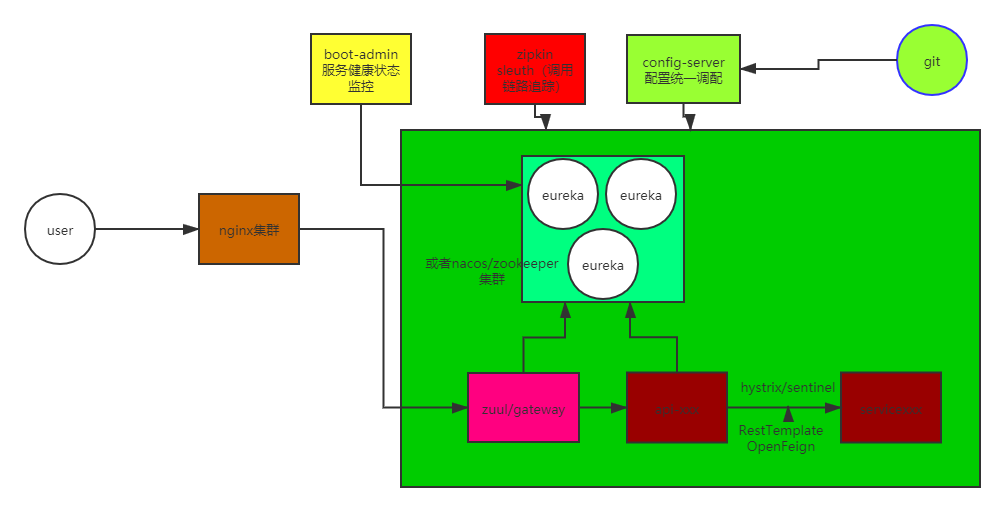 boot-admin
服务健康状态
监控
zipkin
sleuth（调用
链路追踪）
config-server
配置统一调配
git
user
nginx集群
eureka
eureka
eureka
或者nacos/zookeeper
集群
zuul/gateway
hystrix/sentinel
RestTemplate
OpenFeign